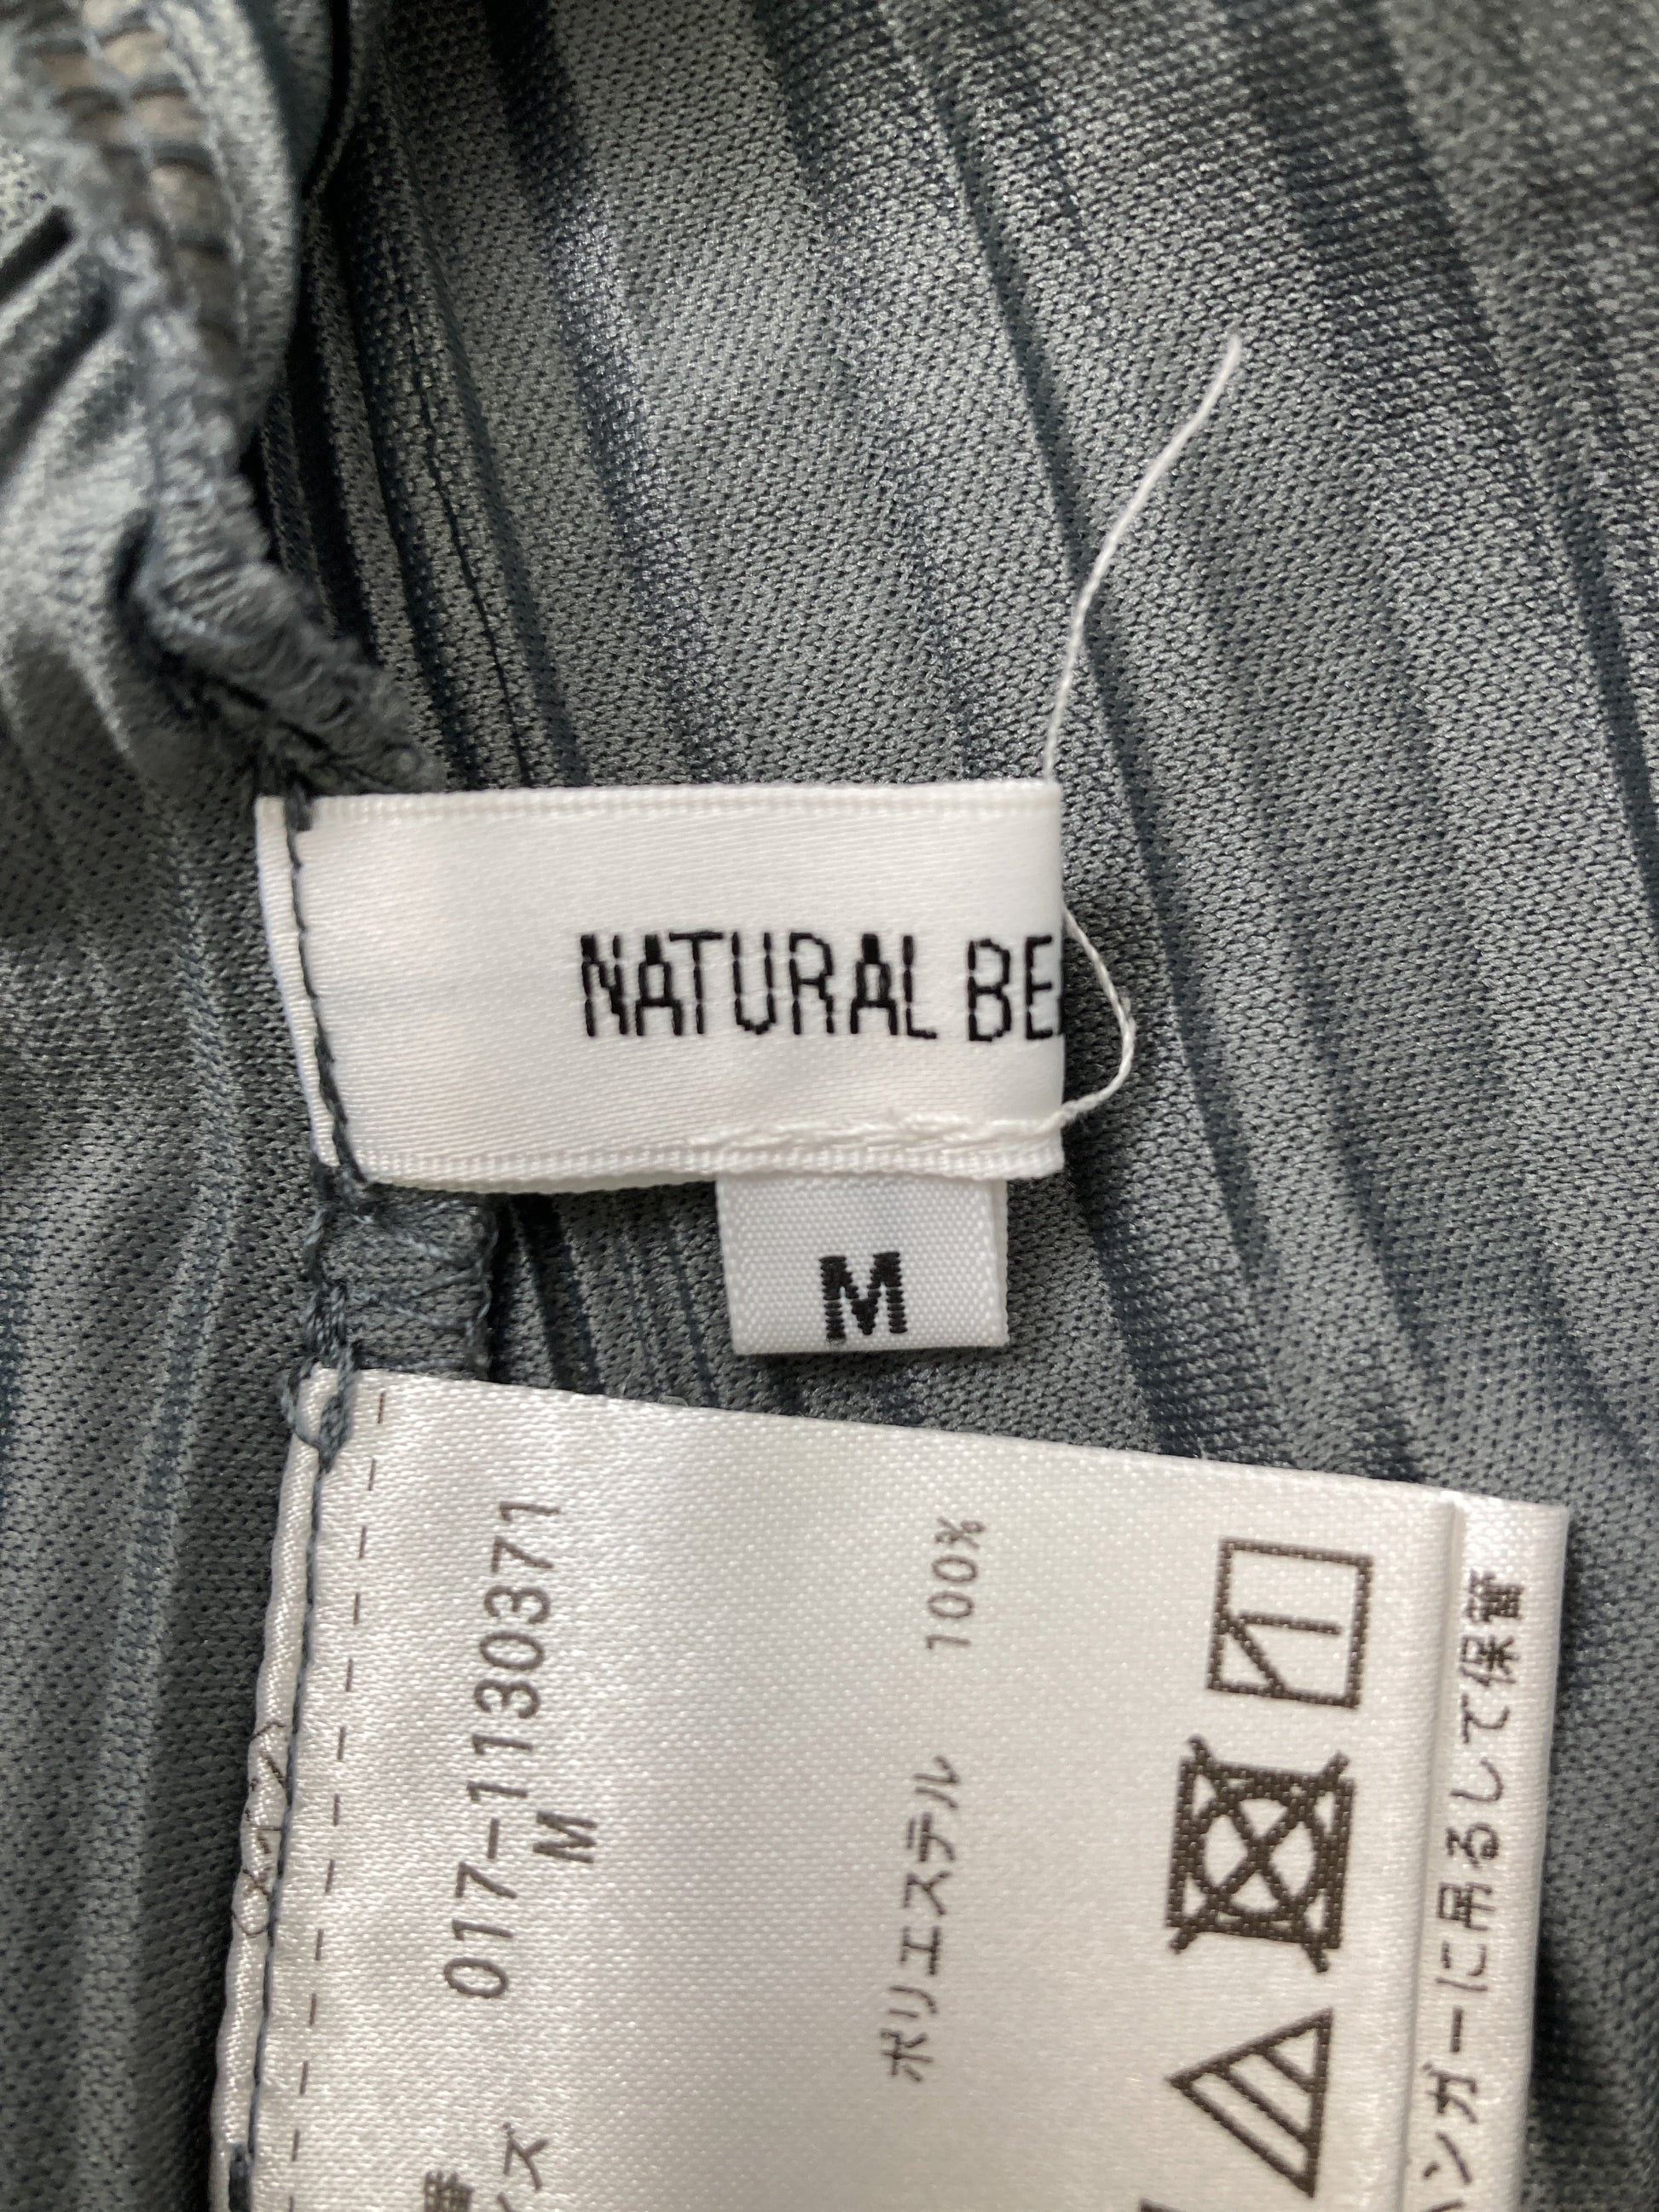 NATURAL BE
M
017-1130371
M
ポリエステル 100%
ンガーに吊るして保管